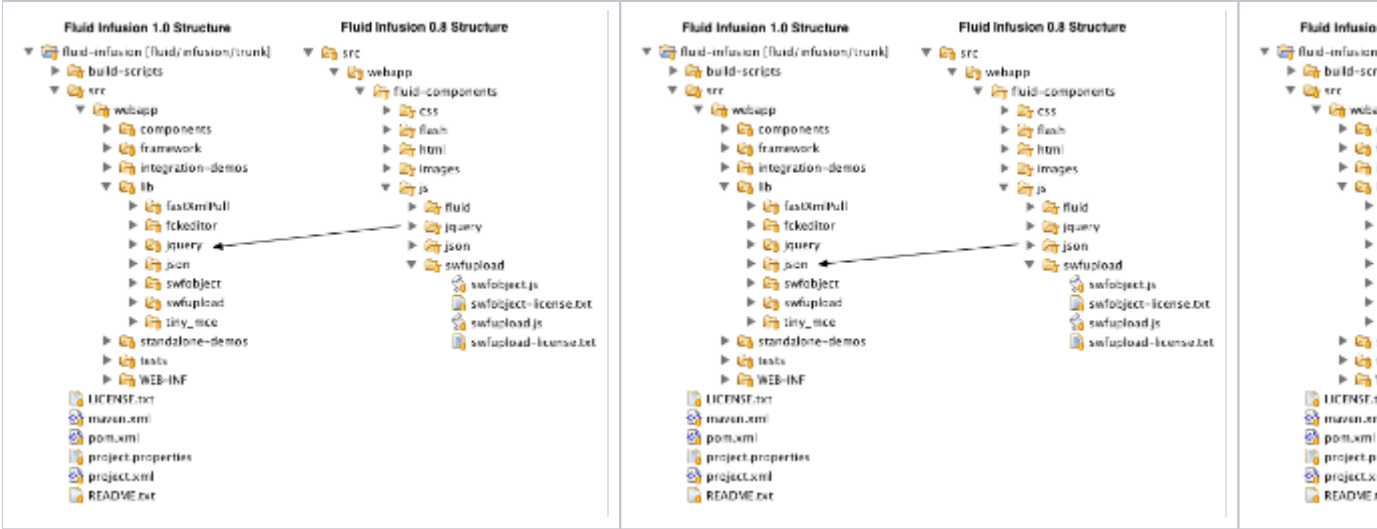 Fluid Infusion 1.0 Structure
fluid-infusion [fluid/infusion/trunk]
build-scripts
src
webapp
components
framework
integration-demos
lib
fastXmlPull
fckeditor
jquery
json
swfobject
swfupload
tiny_mce
standalone-demos
tests
WEB-INF
LICENSE.txt
maven.xml
pom.xml
project.properties
project.xml
README.txt
Fluid Infusion 0.8 Structure
src
webapp
fluid-components
css
flash
html
images
js
fluid
jquery
json
swfupload
swfobject.js
swfobject-license.txt
swfupload.js
swfupload-license.txt
Fluid Infusion 1.0 Structure
fluid-infusion [fluid/infusion/trunk]
build-scripts
src
webapp
components
framework
integration-demos
lib
fastXmlPull
fckeditor
jquery
json
swfobject
swfupload
tiny_mce
standalone-demos
tests
WEB-INF
LICENSE.txt
maven.xml
pom.xml
project.properties
project.xml
README.txt
Fluid Infusion 0.8 Structure
src
webapp
fluid-components
css
flash
html
images
js
fluid
jquery
json
swfupload
swfobject.js
swfobject-license.txt
swfupload.js
swfupload-license.txt
Fluid
fluid-infusion
src
pom.xml